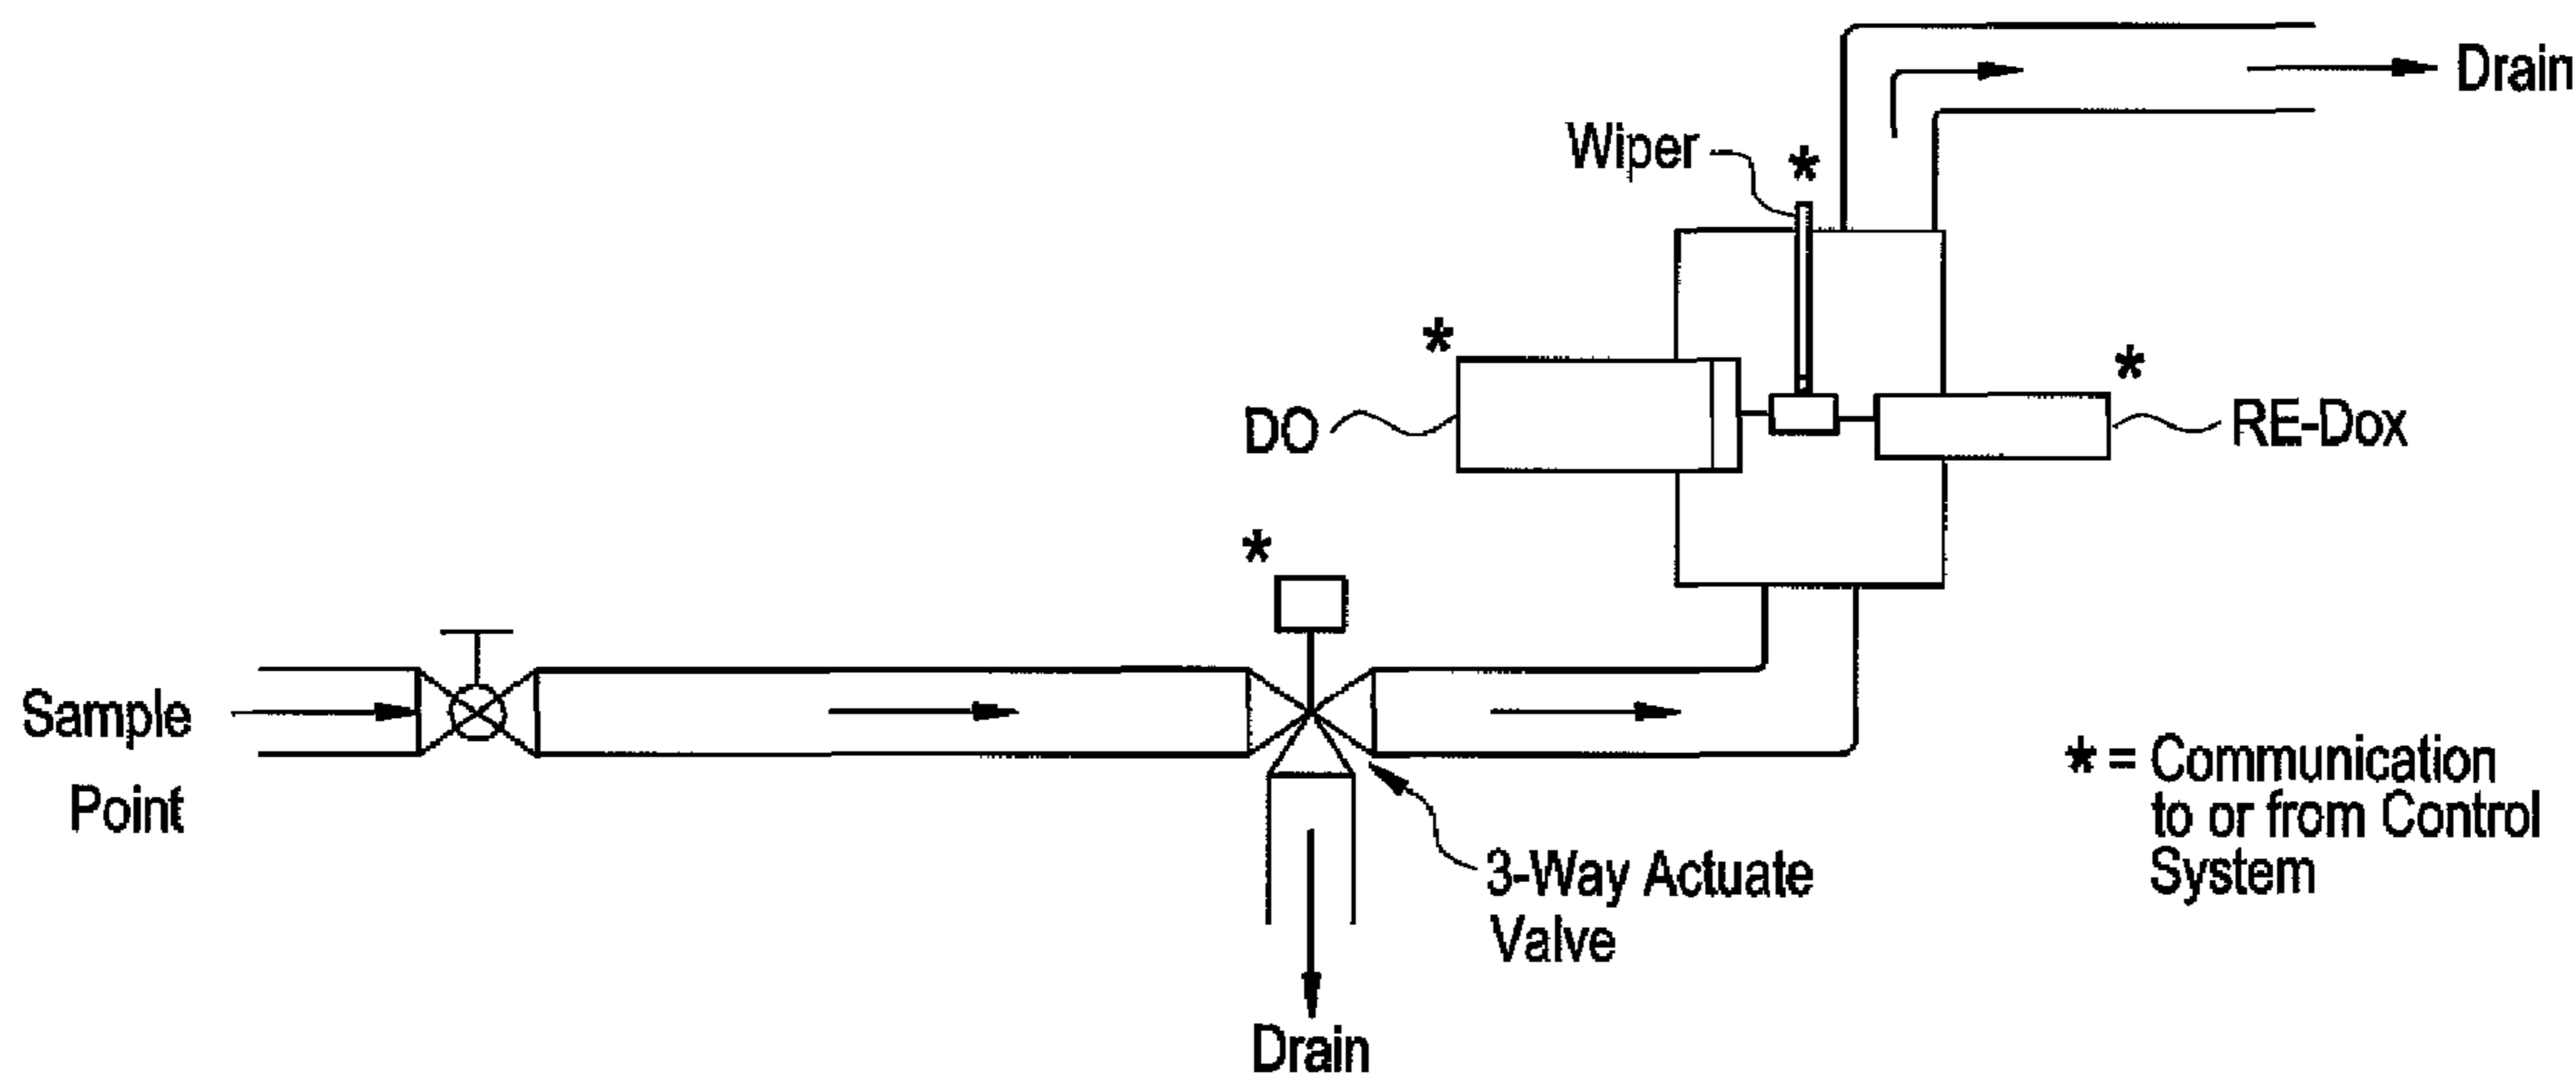 Drain
Wiper *
*
DO
*
RE-Dox
*
Sample
Point
* = Communication
to or from Control
System
3-Way Actuate
Valve
Drain